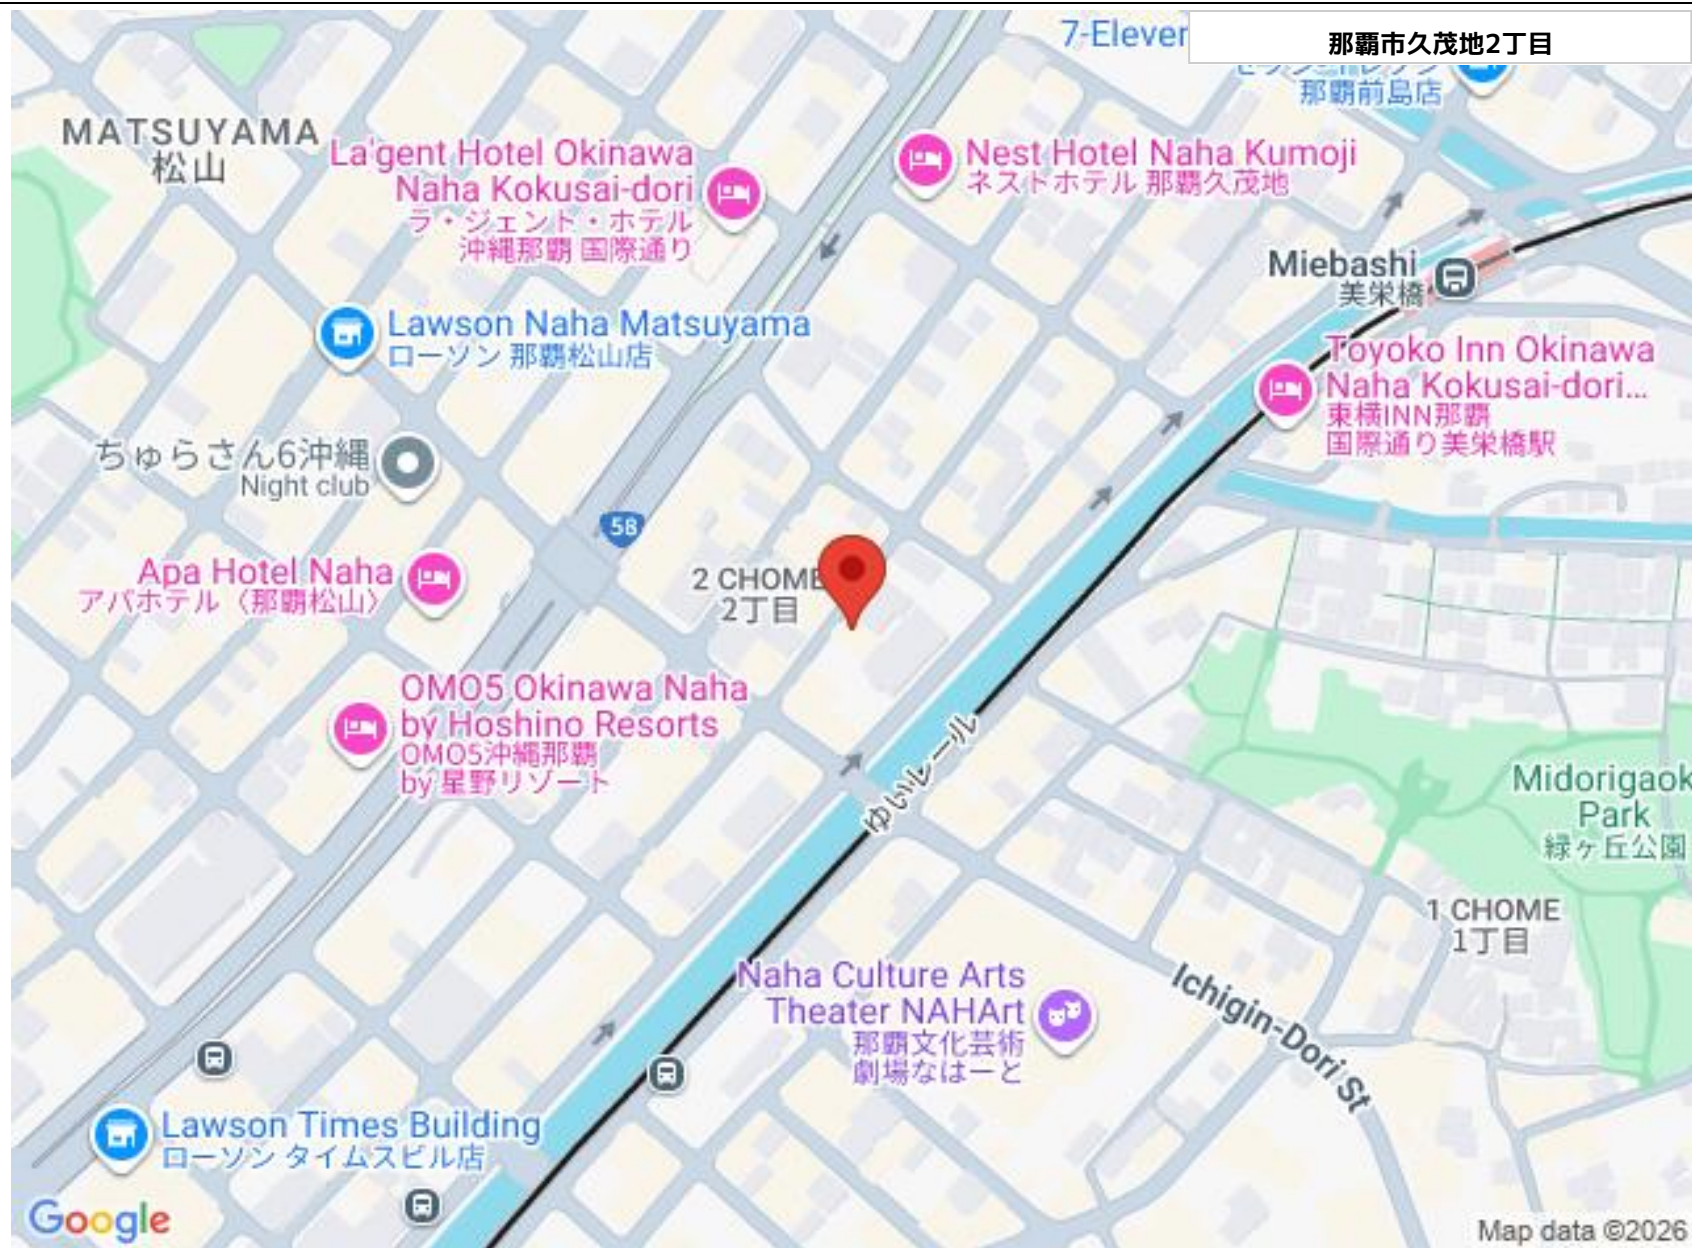 7-Eleven
那覇市久茂地2丁目
那覇前島店
MATSUYAMA
松山
La'gent Hotel Okinawa
Naha Kokusai-dori
ラ・ジェント・ホテル
沖縄那覇 国際通り
Nest Hotel Naha Kumoji
ネストホテル 那覇久茂地
Miebashi
美栄橋
Lawson Naha Matsuyama
ローソン 那覇松山店
Toyoko Inn Okinawa
Naha Kokusai-dori...
東横INN那覇
国際通り美栄橋駅
ちゅらさん6沖縄
Night club
58
Apa Hotel Naha
アパホテル〈那覇松山〉
2 CHOME
2丁目
OMO5 Okinawa Naha
by Hoshino Resorts
OMO5沖縄那覇
by 星野リゾート
ゆいレール
Midorigaok
Park
緑ヶ丘公園
1 CHOME
1丁目
Naha Culture Arts
Theater NAHArt
那覇文化芸術
劇場なはーと
Ichigin-Dori St
Lawson Times Building
ローソン タイムスビル店
Google
Map data ©2026